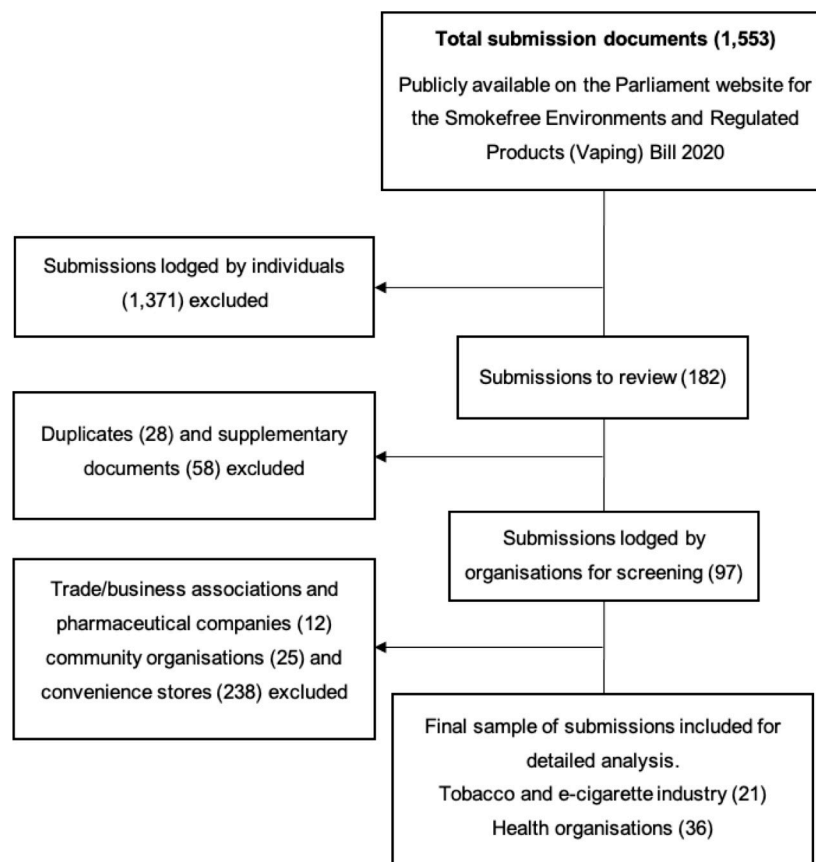 Total submission documents (1,553)
Publicly available on the Parliament website for
the Smokefree Environments and Regulated
Products (Vaping) Bill 2020
Submissions lodged by individuals
(1,371) excluded
Submissions to review (182)
Duplicates (28) and supplementary
documents (58) excluded
Submissions lodged by
organisations for screening (97)
Trade/business associations and
pharmaceutical companies (12)
community organisations (25) and
convenience stores (238) excluded
Final sample of submissions included for
detailed analysis.
Tobacco and e-cigarette industry (21)
Health organisations (36)